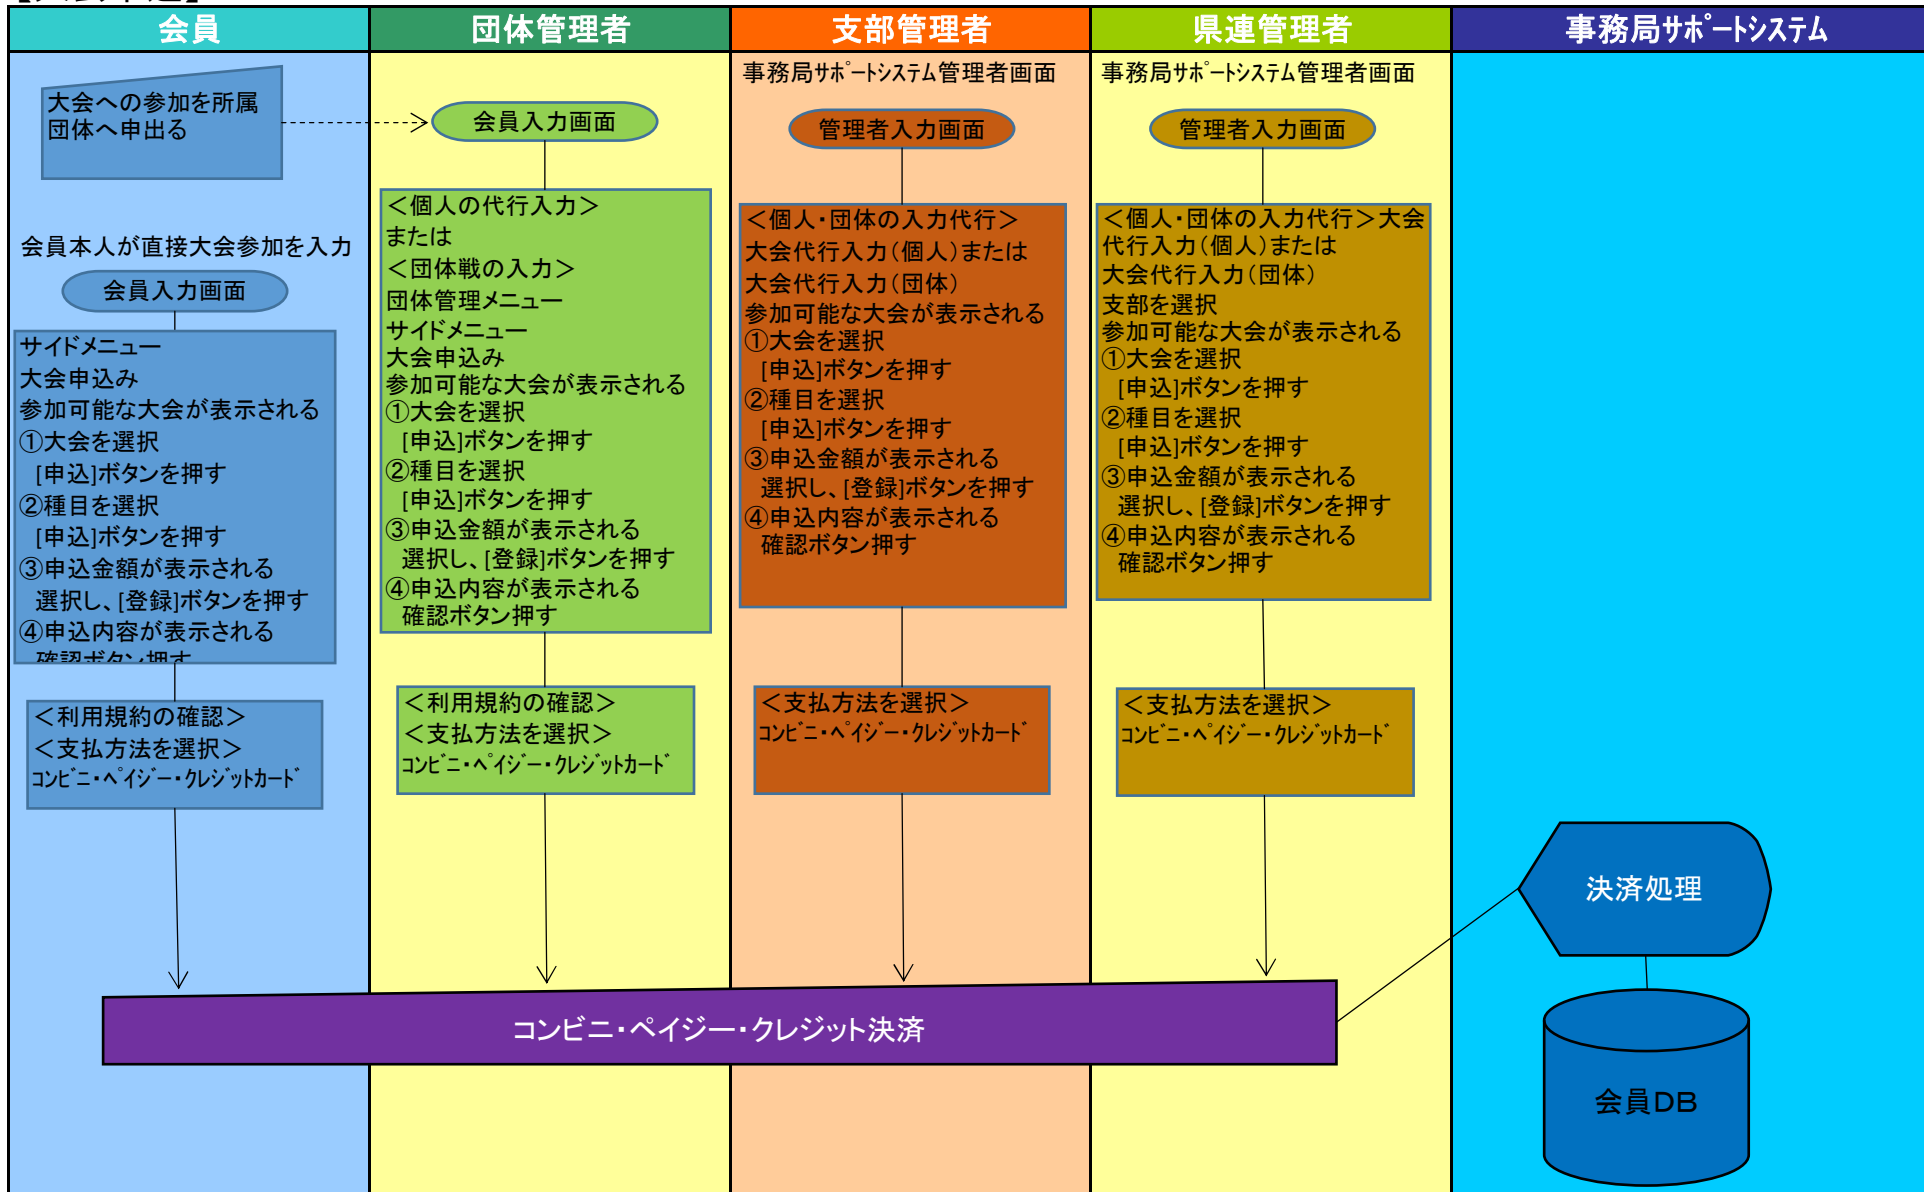 会員
団体管理者
支部管理者
県連管理者
事務局ｻﾎﾟｰﾄｼｽﾃﾑ
大会への参加を所属
団体へ申出る
会員本人が直接大会参加を入力
会員入力画面
サイドメニュー
大会申込み
参加可能な大会が表示される
①大会を選択
[申込]ボタンを押す
②種目を選択
[申込]ボタンを押す
③申込金額が表示される
選択し、[登録]ボタンを押す
④申込内容が表示される
確認ボタン押す
＜利用規約の確認＞
＜支払方法を選択＞
ｺﾝﾋﾞﾆ・ﾍﾟｲｼﾞｰ・ｸﾚｼﾞｯﾄｶｰﾄﾞ
会員入力画面
＜個人の代行入力＞
または
＜団体戦の入力＞
団体管理メニュー
サイドメニュー
大会申込み
参加可能な大会が表示される
①大会を選択
[申込]ボタンを押す
②種目を選択
[申込]ボタンを押す
③申込金額が表示される
選択し、[登録]ボタンを押す
④申込内容が表示される
確認ボタン押す
＜利用規約の確認＞
＜支払方法を選択＞
ｺﾝﾋﾞﾆ・ﾍﾟｲｼﾞｰ・ｸﾚｼﾞｯﾄｶｰﾄﾞ
事務局ｻﾎﾟｰﾄｼｽﾃﾑ管理者画面
管理者入力画面
＜個人・団体の入力代行＞
大会代行入力（個人）または
大会代行入力（団体）
参加可能な大会が表示される
①大会を選択
[申込]ボタンを押す
②種目を選択
[申込]ボタンを押す
③申込金額が表示される
選択し、[登録]ボタンを押す
④申込内容が表示される
確認ボタン押す
＜支払方法を選択＞
ｺﾝﾋﾞﾆ・ﾍﾟｲｼﾞｰ・ｸﾚｼﾞｯﾄｶｰﾄﾞ
事務局ｻﾎﾟｰﾄｼｽﾃﾑ管理者画面
管理者入力画面
＜個人・団体の入力代行＞大会
代行入力（個人）または
大会代行入力（団体）
支部を選択
参加可能な大会が表示される
①大会を選択
[申込]ボタンを押す
②種目を選択
[申込]ボタンを押す
③申込金額が表示される
選択し、[登録]ボタンを押す
④申込内容が表示される
確認ボタン押す
＜支払方法を選択＞
ｺﾝﾋﾞﾆ・ﾍﾟｲｼﾞｰ・ｸﾚｼﾞｯﾄｶｰﾄﾞ
コンビニ・ペイジー・クレジット決済
決済処理
会員ＤＢ